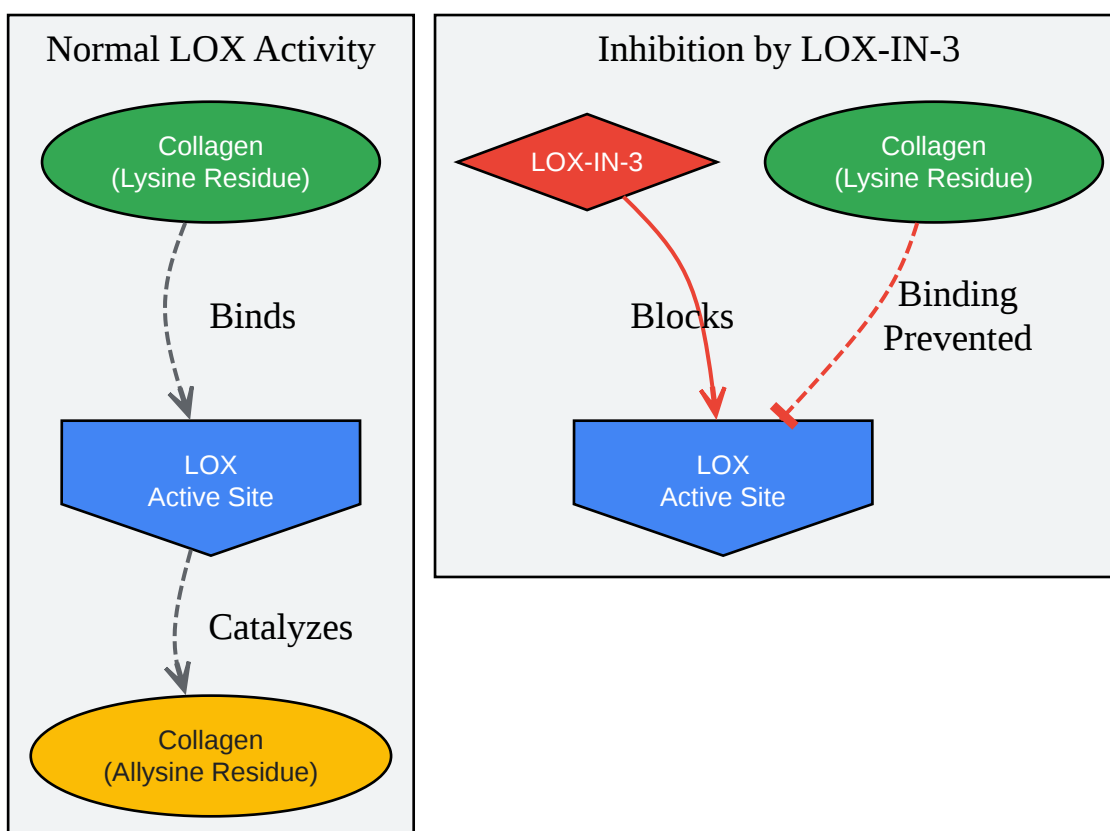 Normal LOX Activity
Collagen
(Lysine Residue)
Binds
LOX
Active Site
Catalyzes
Collagen
(Allysine Residue)
Inhibition by LOX-IN-3
LOX-IN-3
Collagen
(Lysine Residue)
Blocks
Binding
Prevented
LOX
Active Site